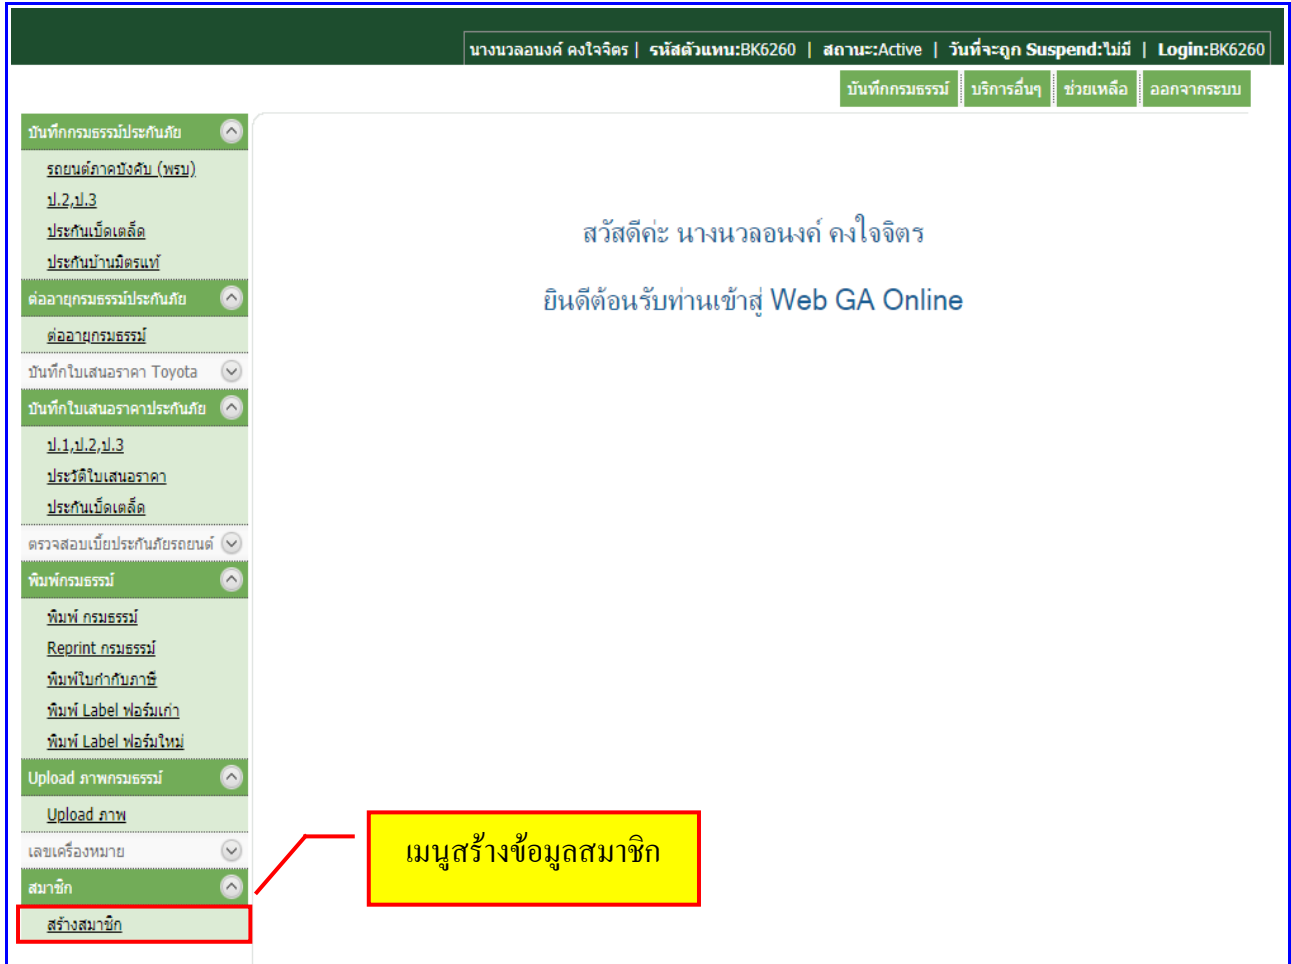 นางนวลอนงค์ คงใจจิตร | รหัสตัวแทน:BK6260 | สถานะ:Active | วันที่จะถูก Suspend:ไม่มี | Login:BK6260
บันทึกกรมธรรม์ บริการอื่นๆ ช่วยเหลือ ออกจากระบบ
บันทึกกรมธรรม์ประกันภัย
รถยนต์ภาคบังคับ (พรบ)
ป.2,ป.3
ประกันเบ็ดเตล็ด
ประกันบ้านมิตรแท้
ต่ออายุกรมธรรม์ประกันภัย
ต่ออายุกรมธรรม์
บันทึกใบเสนอราคา Toyota
บันทึกใบเสนอราคาประกันภัย
ป.1,ป.2,ป.3
ประวัติใบเสนอราคา
ประกันเบ็ดเตล็ด
ตรวจสอบเบี้ยประกันภัยรถยนต์
พิมพ์กรมธรรม์
พิมพ์ กรมธรรม์
Reprint กรมธรรม์
พิมพ์ใบกำกับภาษี
พิมพ์ Label ฟอร์มเก่า
พิมพ์ Label ฟอร์มใหม่
Upload ภาพกรมธรรม์
Upload ภาพ
เลขเครื่องหมาย
สมาชิก
สร้างสมาชิก
สวัสดีค่ะ นางนวลอนงค์ คงใจจิตร
ยินดีต้อนรับท่านเข้าสู่ Web GA Online
เมนูสร้างข้อมูลสมาชิก